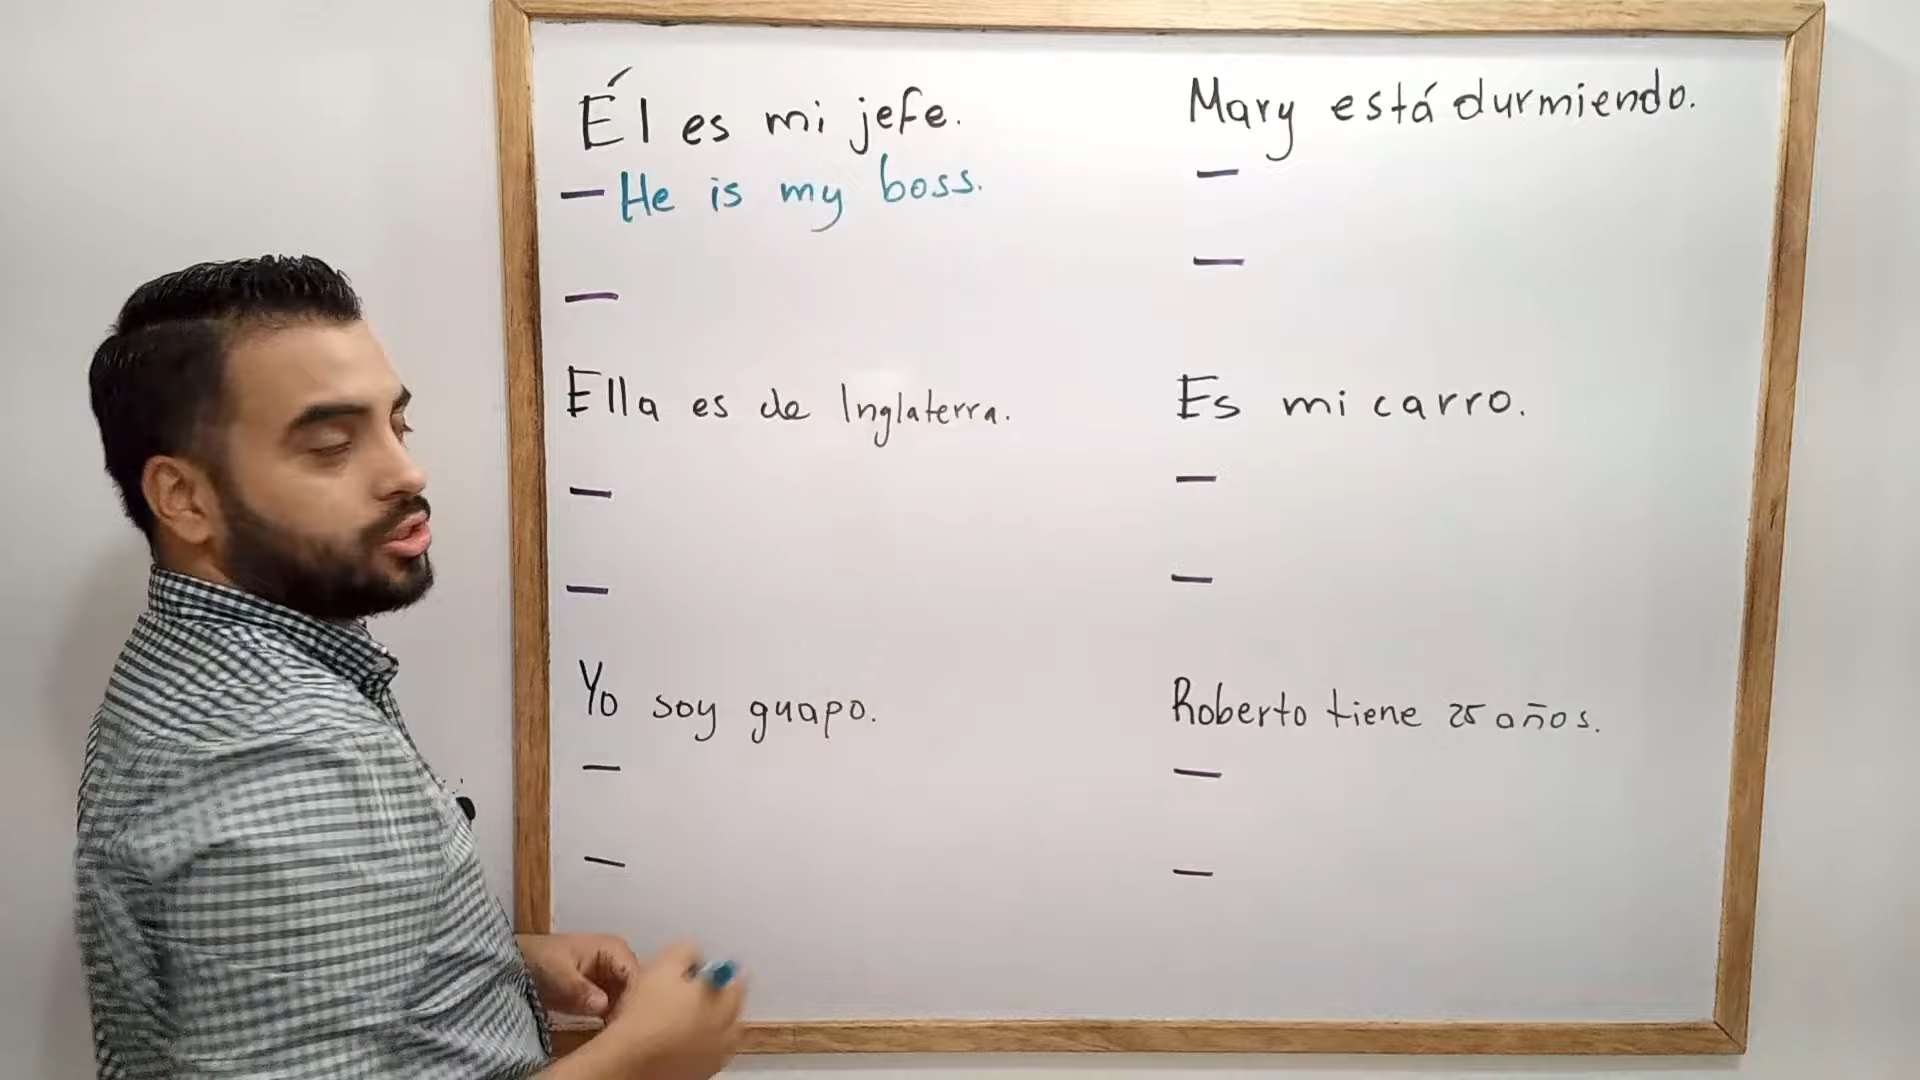 Él es mi jefe.
– He is my boss.
–
Ella es de Inglaterra.
–
–
Yo soy guapo.
–
–
Mary está durmiendo.
–
–
Es mi carro.
–
–
Roberto tiene 25 años.
–
–